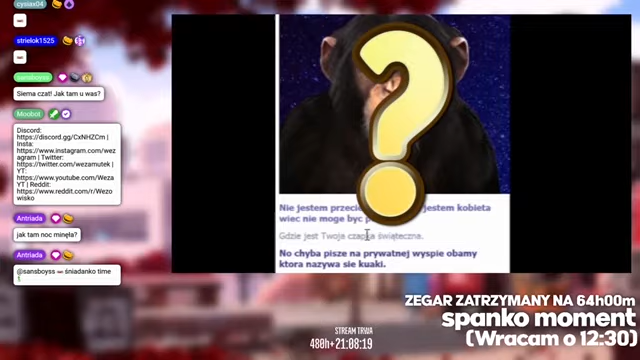 cysiax04
strielok1525
sansboyss
Siema czat! Jak tam u was?
Moobot
Discord:
https://discord.gg/CxNHZCm |
Insta:
https://www.instagram.com/wez
agram | Twitter:
https://twitter.com/wezamutek |
YT:
https://www.youtube.com/Weza
YT | Reddit:
https://www.reddit.com/r/Wezo
wisko
Antriada
jak tam noc minęła?
Antriada
@sansboyss śniadanko time
Nie jestem jestem kobieta
wiec nie moge byc
Gdzie jest Twoja czapka świąteczna.
No chyba pisze na prywatnej wyspie obamy
ktora nazywa sie kuaki.
ZEGAR ZATRZYMANY NA 64h00m
spanko moment
(Wracam o 12:30)
STREAM TRWA
480h+21:08:19